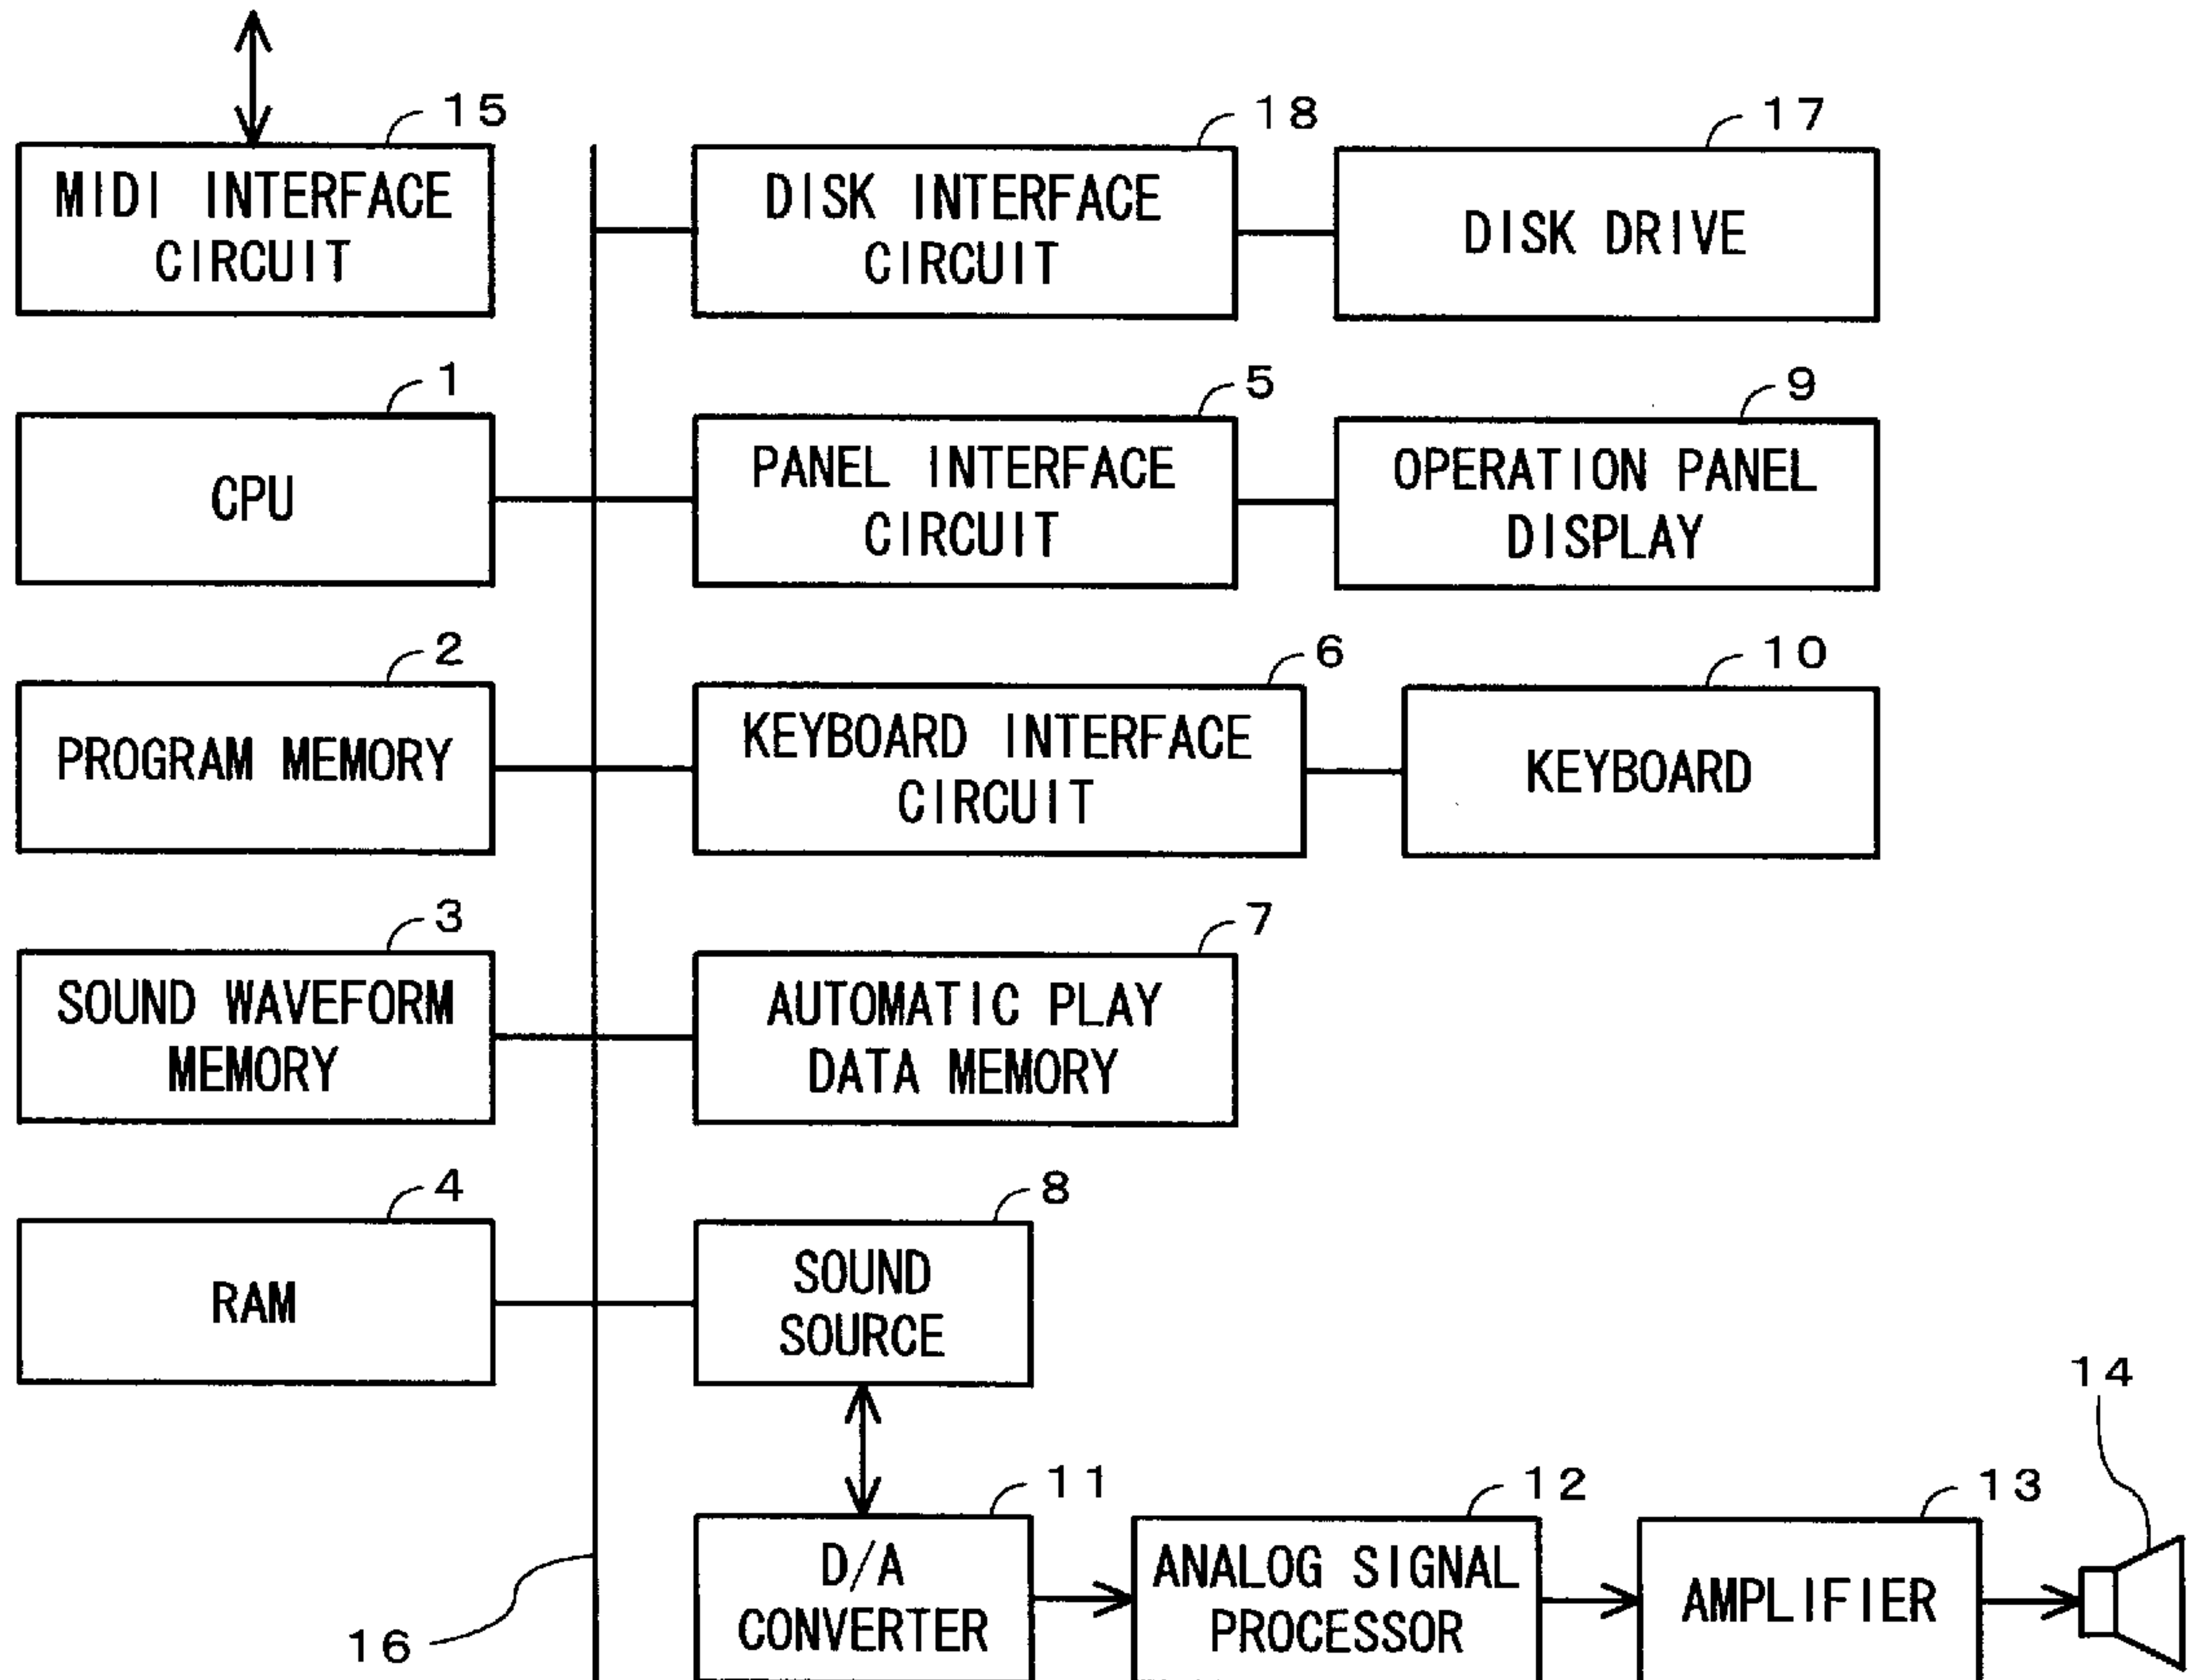 15
MIDI INTERFACE
CIRCUIT
18
DISK INTERFACE
CIRCUIT
17
DISK DRIVE
1
CPU
5
PANEL INTERFACE
CIRCUIT
9
OPERATION PANEL
DISPLAY
2
PROGRAM MEMORY
6
KEYBOARD INTERFACE
CIRCUIT
10
KEYBOARD
3
SOUND WAVEFORM
MEMORY
7
AUTOMATIC PLAY
DATA MEMORY
4
RAM
8
SOUND
SOURCE
16
11
D/A
CONVERTER
12
ANALOG SIGNAL
PROCESSOR
13
AMPLIFIER
14